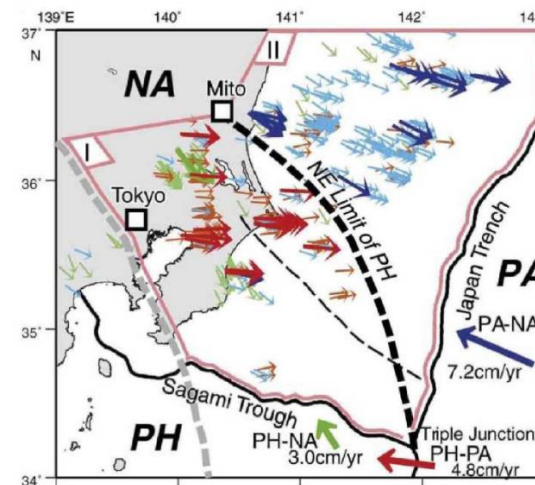 139˚E 140˚ 141˚ 142˚ 14
37˚
N
II
NA
Mito
I
36˚
Tokyo
NE Limit of PH
Japan Trench
PA
PA-NA
35˚
7.2cm/yr
Sagami Trough
Triple Junction
PH
PH-NA
PH-PA
3.0cm/yr
4.8cm/yr
34˚